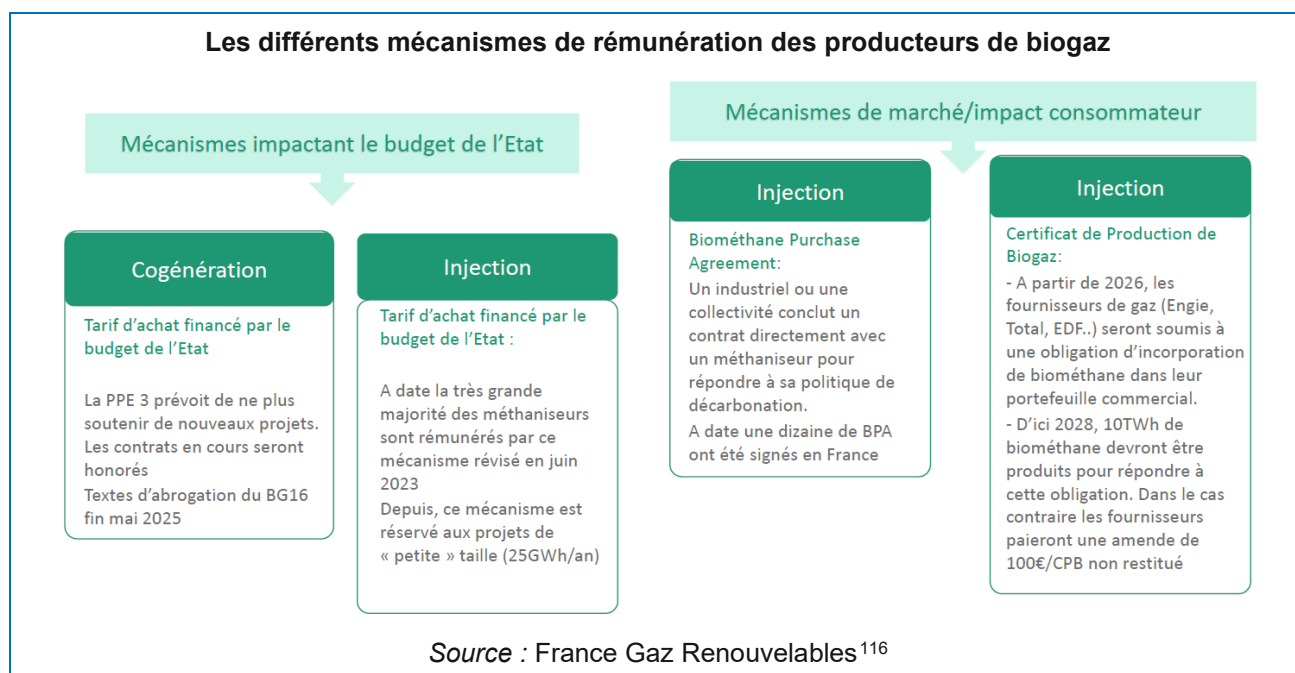 Les différents mécanismes de rémunération des producteurs de biogaz
Mécanismes impactant le budget de l'Etat
Cogénération
Tarif d'achat financé par le
budget de l'Etat
La PPE 3 prévoit de ne plus
soutenir de nouveaux projets.
Les contrats en cours seront
honorés
Textes d'abrogation du BG16
fin mai 2025
Injection
Tarif d'achat financé par le
budget de l'Etat :
A date la très grande
majorité des méthaniseurs
sont rémunérés par ce
mécanisme révisé en juin
2023
Depuis, ce mécanisme est
réservé aux projets de
« petite » taille (25GWh/an)
Mécanismes de marché/impact consommateur
Injection
Biométhane Purchase
Agreement:
Un industriel ou une
collectivité conclut un
contrat directement avec
un méthaniseur pour
répondre à sa politique de
décarbonation.
A date une dizaine de BPA
ont été signés en France
Injection
Certificat de Production de
Biogaz:
- A partir de 2026, les
fournisseurs de gaz (Engie,
Total, EDF..) seront soumis à
une obligation d'incorporation
de biométhane dans leur
portefeuille commercial.
- D'ici 2028, 10TWh de
biométhane devront être
produits pour répondre à
cette obligation. Dans le cas
contraire les fournisseurs
paieront une amende de
100€/CPB non restitué
Source : France Gaz Renouvelables116